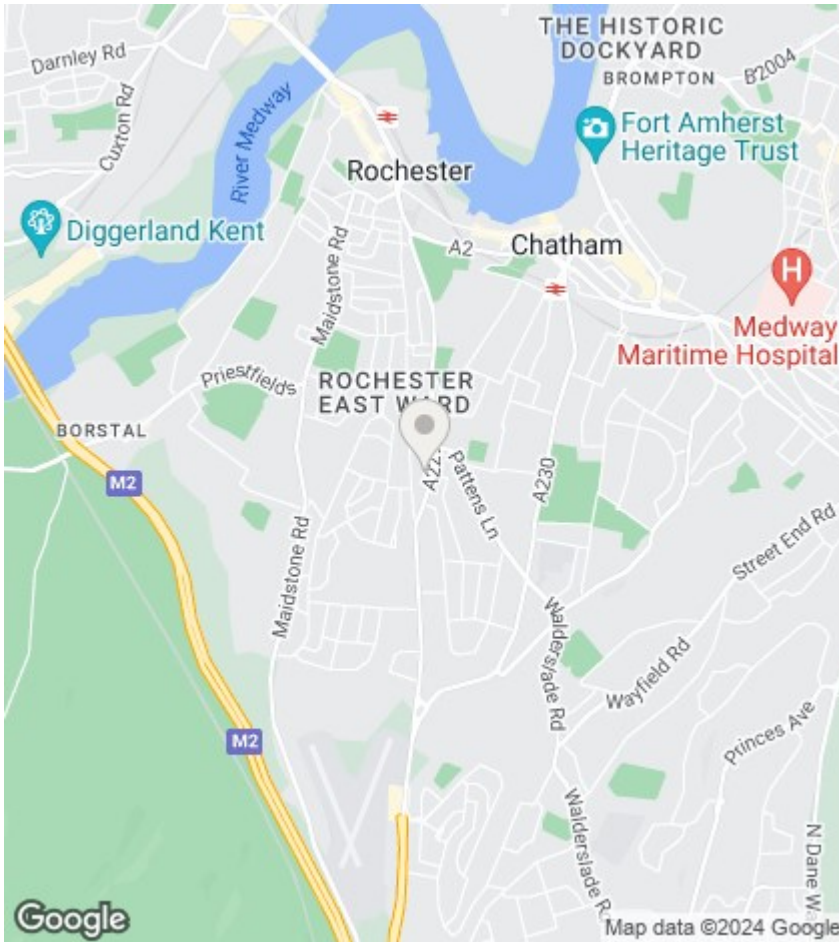 THE HISTORIC
DOCKYARD
BROMPTON
B2004
Darnley Rd
Cuxton Rd
River Medway
Fort Amherst
Heritage Trust
Rochester
Diggerland Kent
Maidstone Rd
A2
Chatham
H
Medway
Maritime Hospital
Priestfields
ROCHESTER
EAST WARD
BORSTAL
M2
A22
Pattens Ln
A230
Maidstone Rd
Street End Rd
Walderslade Rd
Wayfield Rd
Princes Ave
M2
Walderslade Rd
N Dane Wa
Google
Map data ©2024 Google